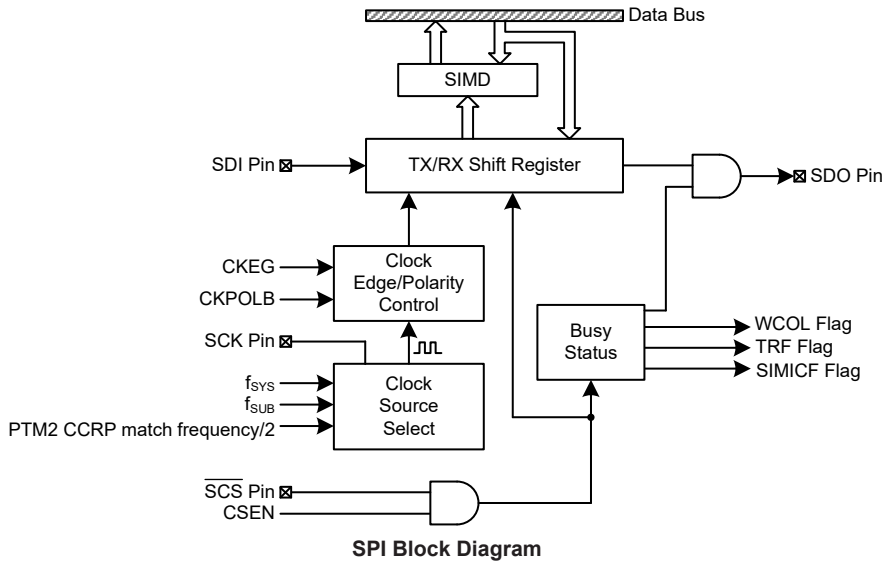 Data Bus
SIMD
SDI Pin
TX/RX Shift Register
SDO Pin
CKEG
CKPOLB
Clock
Edge/Polarity
Control
SCK Pin
Busy
Status
WCOL Flag
TRF Flag
SIMICF Flag
fSYS
fSUB
PTM2 CCRP match frequency/2
Clock
Source
Select
SCS Pin
CSEN
SPI Block Diagram